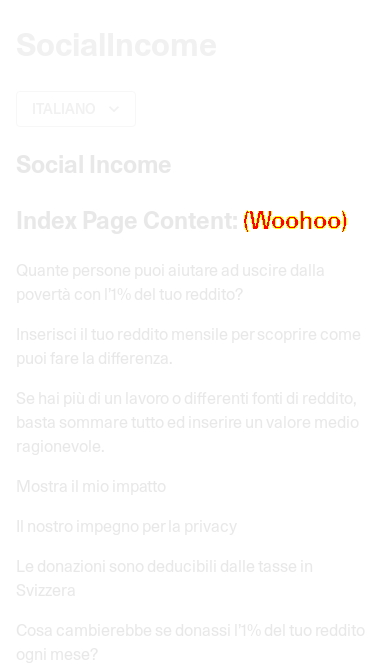 SocialIncome
ITALIANO
Social Income
Index Page Content: (Woohoo)
Quante persone puoi aiutare ad uscire dalla
povertà con l'1% del tuo reddito?
Inserisci il tuo reddito mensile per scoprire come
puoi fare la differenza.
Se hai più di un lavoro o differenti fonti di reddito,
basta sommare tutto ed inserire un valore medio
ragionevole.
Mostra il mio impatto
Il nostro impegno per la privacy
Le donazioni sono deducibili dalle tasse in
Svizzera
Cosa cambierebbe se donassi l'1% del tuo reddito
ogni mese?